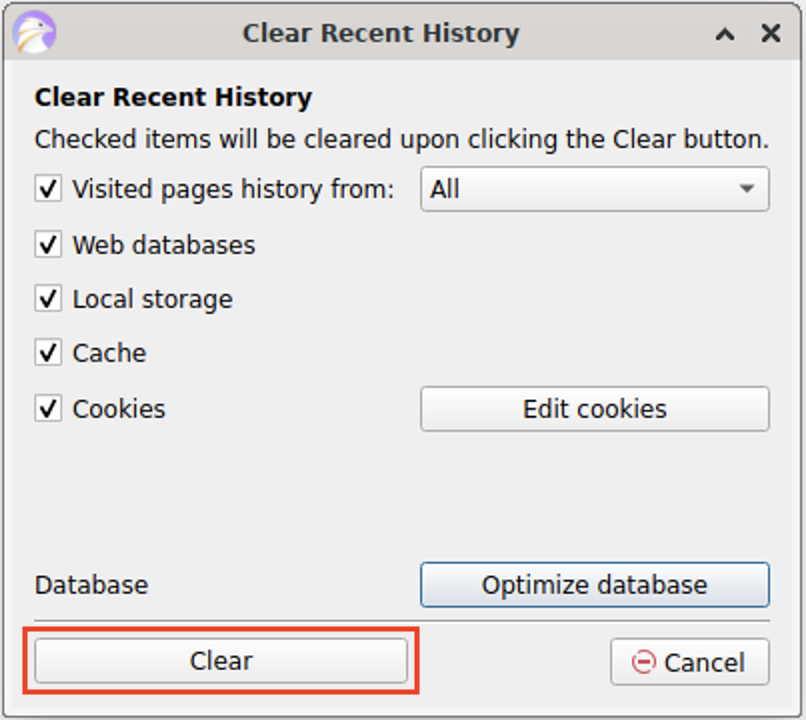 Clear Recent History
Clear Recent History
Checked items will be cleared upon clicking the Clear button.
Visited pages history from: All
Web databases
Local storage
Cache
Cookies Edit cookies
Database Optimize database
Clear Cancel